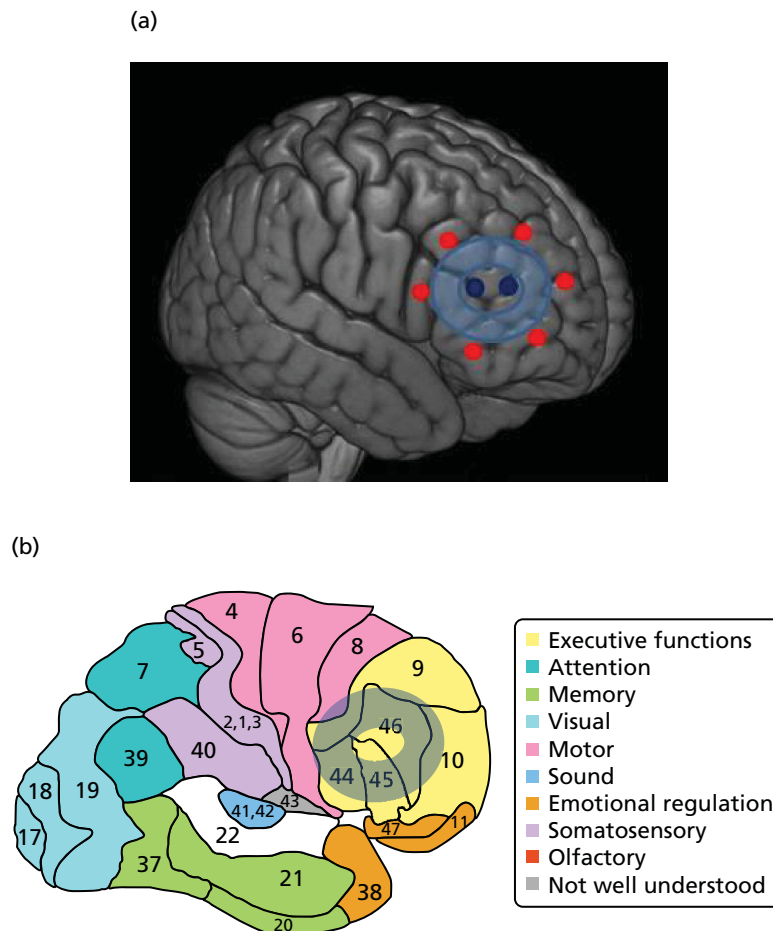 (a)
(b)
4
6
8
5
7
9
2,1,3
46
40
39
44
45
10
19
18
43
41,42
17
22
47
11
37
21
38
20
Executive functions
Attention
Memory
Visual
Motor
Sound
Emotional regulation
Somatosensory
Olfactory
Not well understood